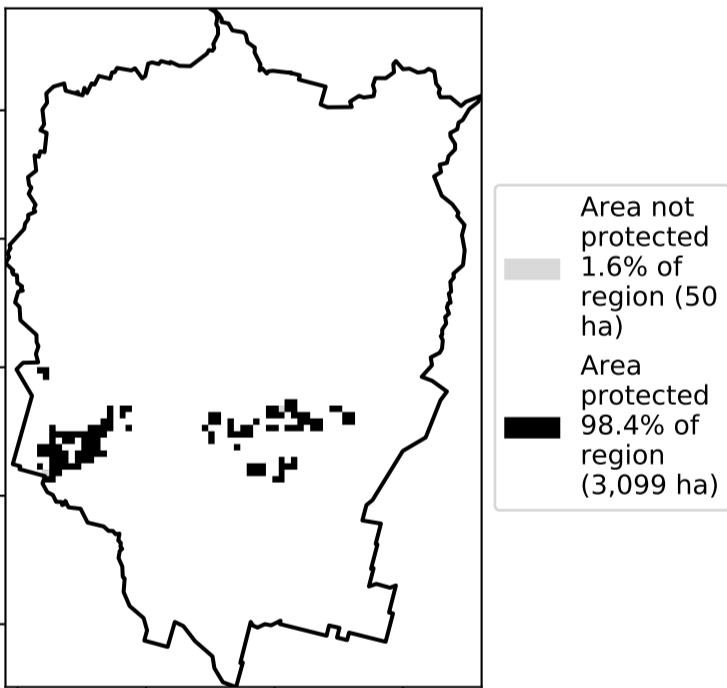 Area not
protected
1.6% of
region (50
ha)
Area
protected
98.4% of
region
(3,099 ha)